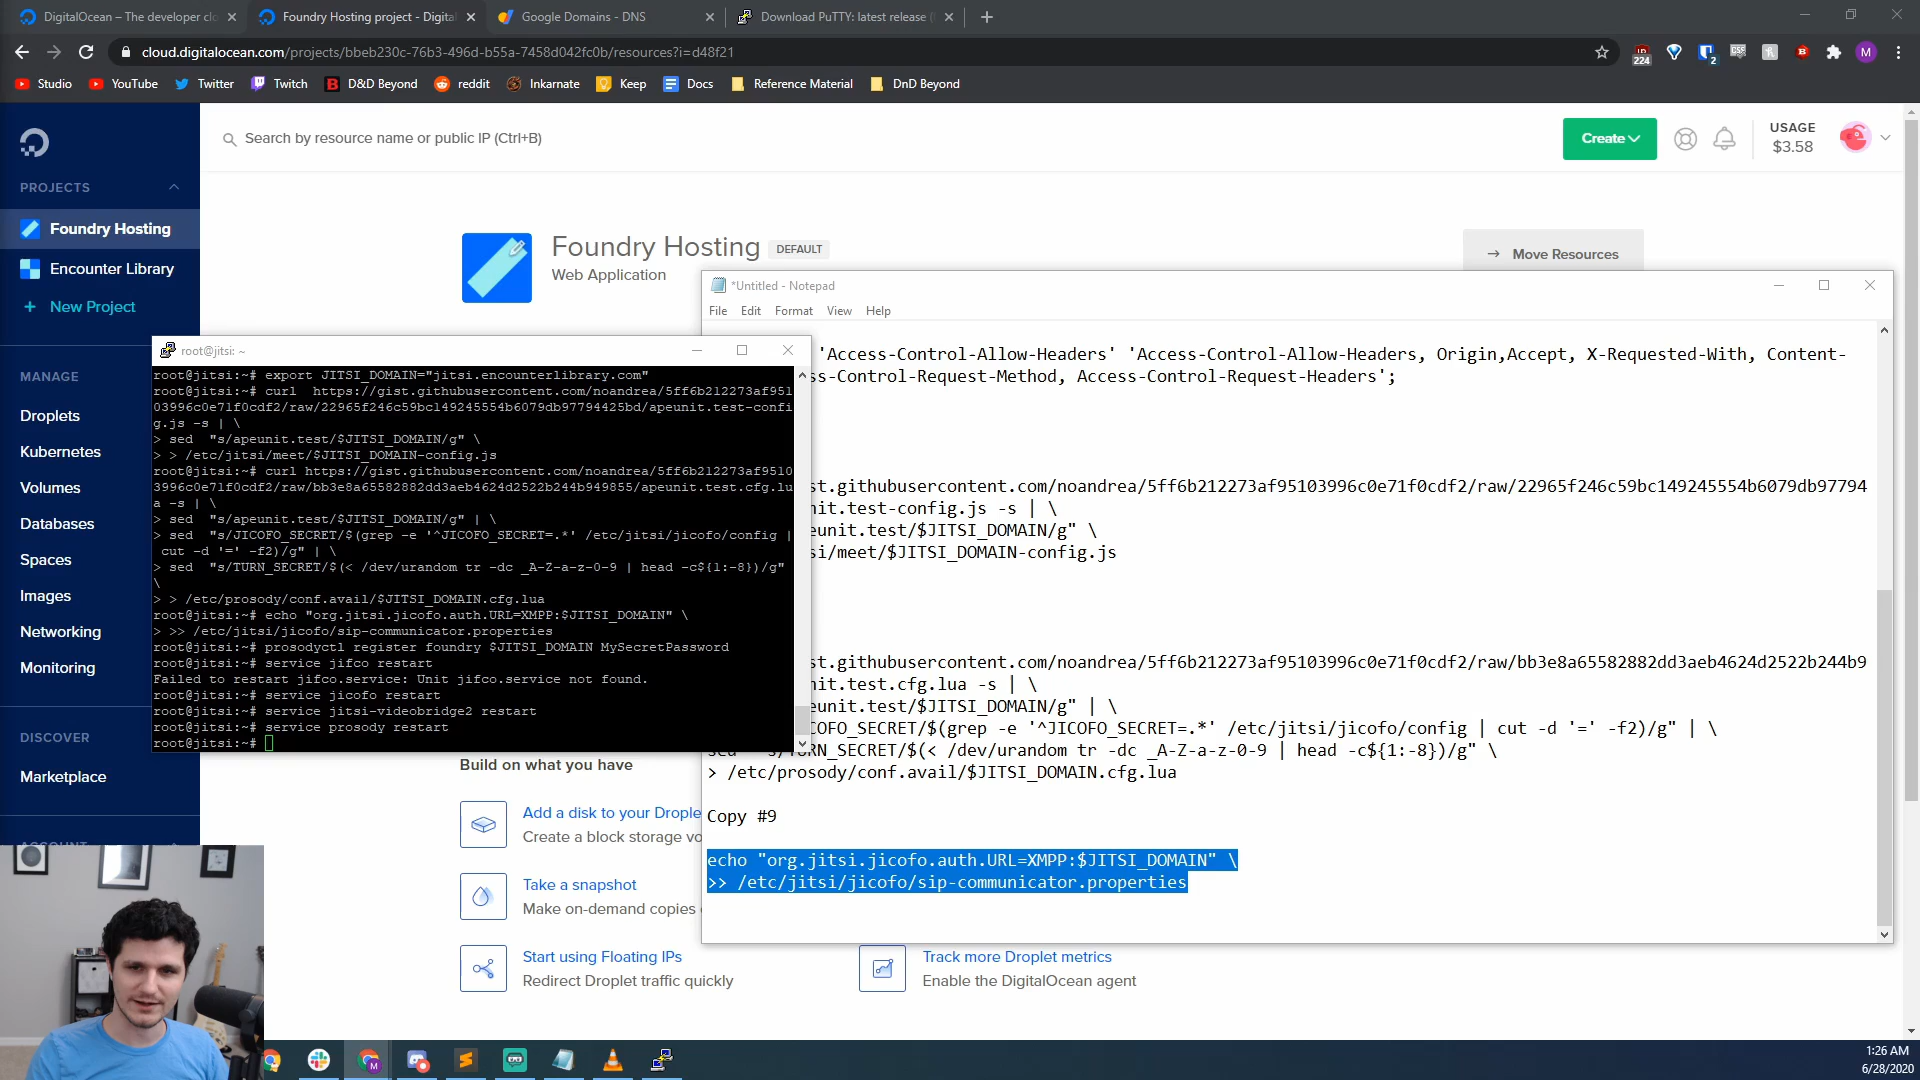 DigitalOcean – The developer clo
Foundry Hosting project - Digita
Google Domains - DNS
Download PuTTY: latest release (
cloud.digitalocean.com/projects/bbeb230c-76b3-496d-b55a-7458d042fc0b/resources?i=d48f21
224
2
M
Studio
YouTube
Twitter
Twitch
D&D Beyond
reddit
Inkarnate
Keep
Docs
Reference Material
DnD Beyond
Search by resource name or public IP (Ctrl+B)
Create
USAGE
$3.58
PROJECTS
Foundry Hosting
Encounter Library
+ New Project
MANAGE
Droplets
Kubernetes
Volumes
Databases
Spaces
Images
Networking
Monitoring
DISCOVER
Marketplace
ACCOUNT
Foundry Hosting
DEFAULT
Web Application
→ Move Resources
root@jitsi: ~
root@jitsi:~# export JITSI_DOMAIN="jitsi.encounterlibrary.com"
root@jitsi:~# curl  https://gist.githubusercontent.com/noandrea/5ff6b212273af951
03996c0e71f0cdf2/raw/22965f246c59bc149245554b6079db97794425bd/apeunit.test-confi
g.js -s | \
> sed  "s/apeunit.test/$JITSI_DOMAIN/g" \
> > /etc/jitsi/meet/$JITSI_DOMAIN-config.js
root@jitsi:~# curl https://gist.githubusercontent.com/noandrea/5ff6b212273af9510
3996c0e71f0cdf2/raw/bb3e8a65582882dd3aeb4624d2522b244b949855/apeunit.test.cfg.lu
a -s | \
> sed  "s/apeunit.test/$JITSI_DOMAIN/g" | \
> sed  "s/JICOFO_SECRET/$(grep -e '^JICOFO_SECRET=.*' /etc/jitsi/jicofo/config |
 cut -d '=' -f2)/g" | \
> sed  "s/TURN_SECRET/$(< /dev/urandom tr -dc _A-Z-a-z-0-9 | head -c${1:-8})/g"
\
> > /etc/prosody/conf.avail/$JITSI_DOMAIN.cfg.lua
root@jitsi:~# echo "org.jitsi.jicofo.auth.URL=XMPP:$JITSI_DOMAIN" \
> >> /etc/jitsi/jicofo/sip-communicator.properties
root@jitsi:~# prosodyctl register foundry $JITSI_DOMAIN MySecretPassword
root@jitsi:~# service jifco restart
Failed to restart jifco.service: Unit jifco.service not found.
root@jitsi:~# service jicofo restart
root@jitsi:~# service jitsi-videobridge2 restart
root@jitsi:~# service prosody restart
root@jitsi:~#
*Untitled - Notepad
File Edit Format View Help
'Access-Control-Allow-Headers' 'Access-Control-Allow-Headers, Origin,Accept, X-Requested-With, Content-
ss-Control-Request-Method, Access-Control-Request-Headers';
st.githubusercontent.com/noandrea/5ff6b212273af95103996c0e71f0cdf2/raw/22965f246c59bc149245554b6079db97794
nit.test-config.js -s | \
eunit.test/$JITSI_DOMAIN/g" \
si/meet/$JITSI_DOMAIN-config.js
st.githubusercontent.com/noandrea/5ff6b212273af95103996c0e71f0cdf2/raw/bb3e8a65582882dd3aeb4624d2522b244b9
nit.test.cfg.lua -s | \
eunit.test/$JITSI_DOMAIN/g" | \
COFO_SECRET/$(grep -e '^JICOFO_SECRET=.*' /etc/jitsi/jicofo/config | cut -d '=' -f2)/g" | \
RN_SECRET/$(< /dev/urandom tr -dc _A-Z-a-z-0-9 | head -c${1:-8})/g" \
> /etc/prosody/conf.avail/$JITSI_DOMAIN.cfg.lua
Copy #9
echo "org.jitsi.jicofo.auth.URL=XMPP:$JITSI_DOMAIN" \
>> /etc/jitsi/jicofo/sip-communicator.properties
Build on what you have
Add a disk to your Drople
Create a block storage vo
Take a snapshot
Make on-demand copies
Start using Floating IPs
Redirect Droplet traffic quickly
Track more Droplet metrics
Enable the DigitalOcean agent
1:26 AM
6/28/2020